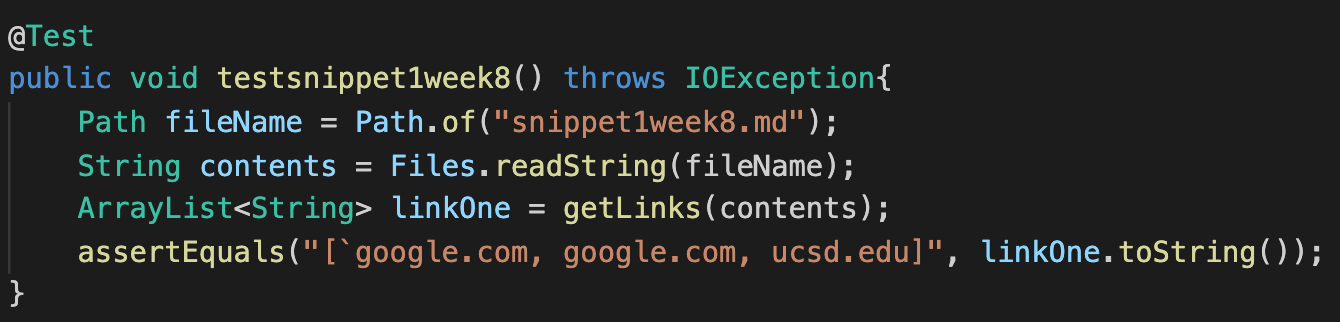 @Test
public void testsnippet1week8() throws IOException{
    Path fileName = Path.of("snippet1week8.md");
    String contents = Files.readString(fileName);
    ArrayList<String> linkOne = getLinks(contents);
    assertEquals("[`google.com, google.com, ucsd.edu]", linkOne.toString());
}